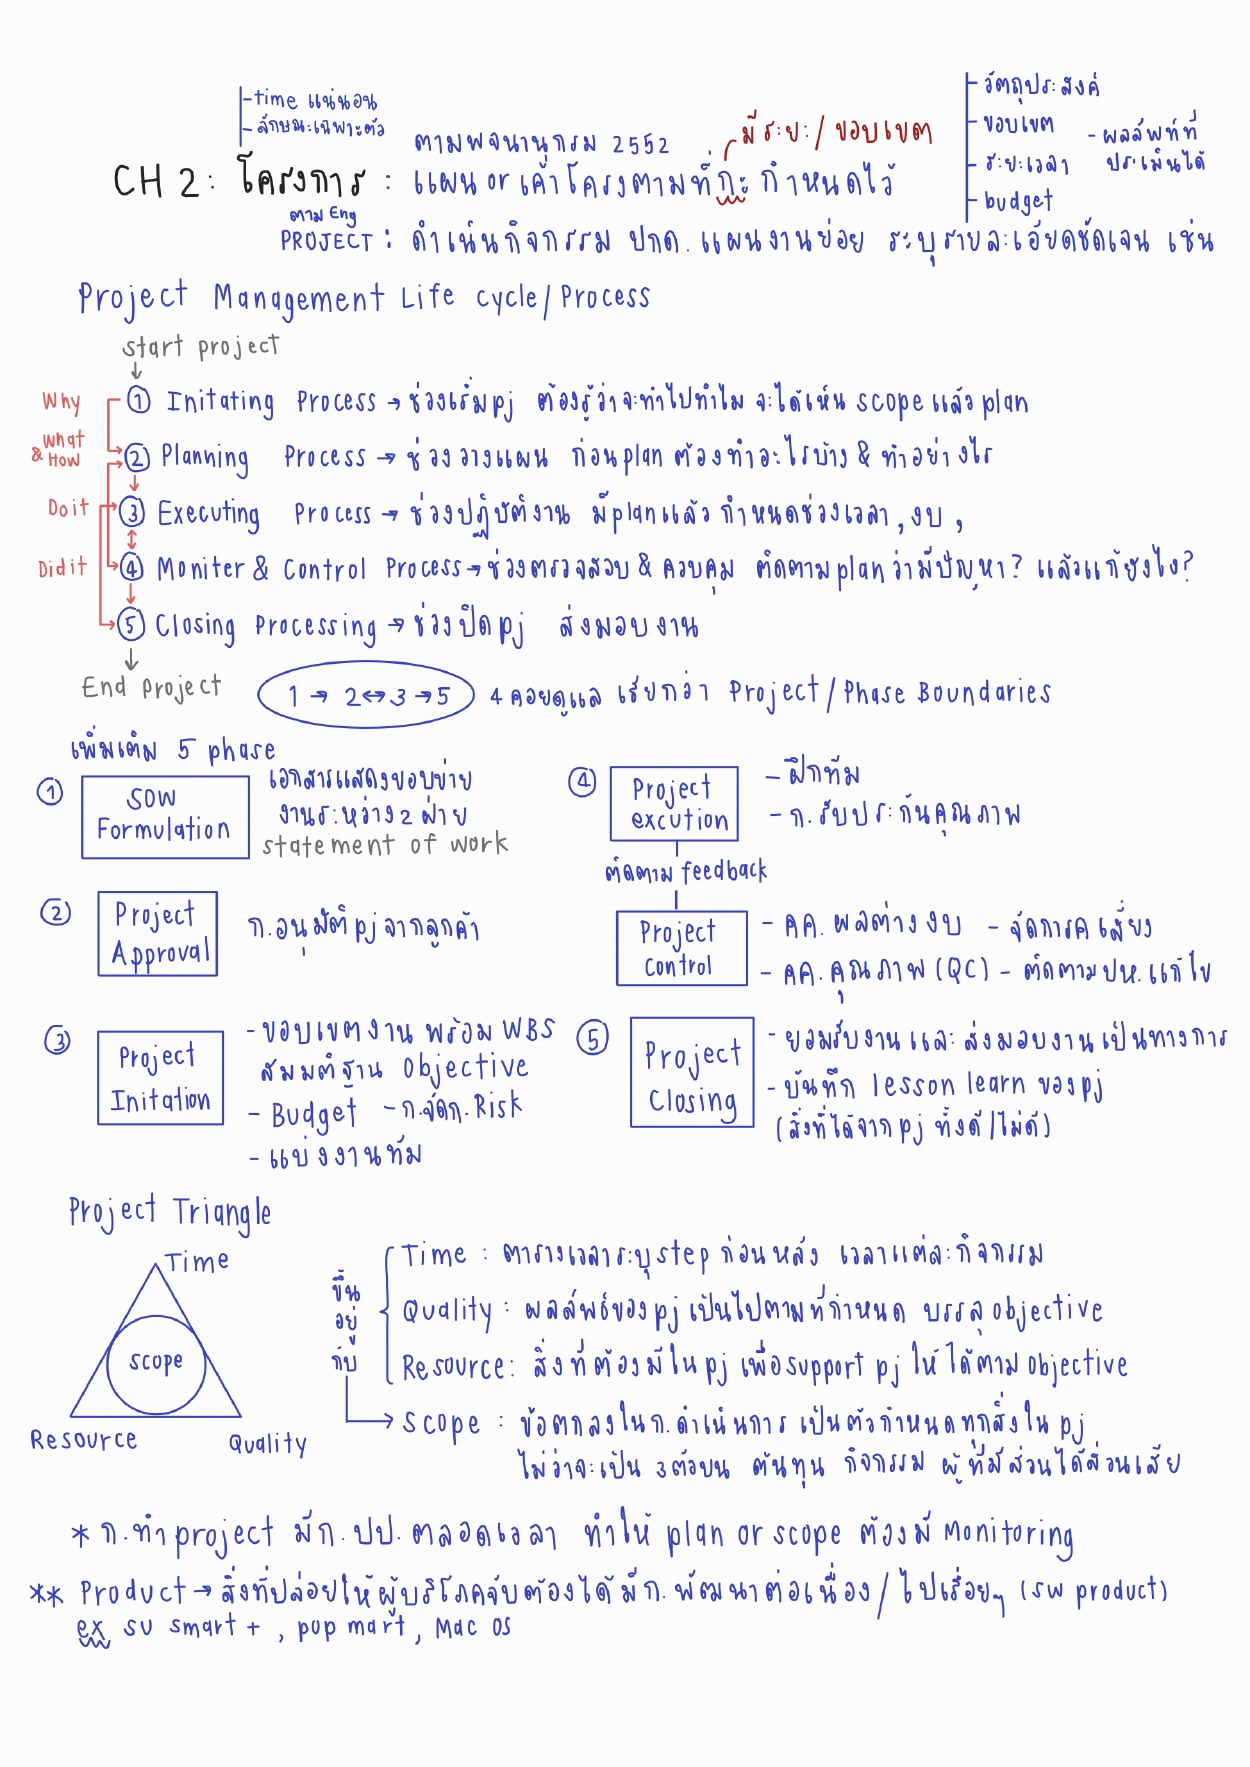 -time แน่นอน
- ลักษณะเฉพาะตัว
- วัตถุประสงค์
- ขอบเขต
- ระยะเวลา
- budget
- ผลลัพท์ที่
ประเมินได้
ตามพจนานุกรม 2552
มีระยะ/ขอบเขต
CH 2 : โครงการ : แผน or เค้าโครงตามที่กะ กำหนดไว้
ตาม Eng
PROJECT : ดำเนินกิจกรรม ปกด. แผนงานย่อย ระบุรายละเอียดชัดเจน เช่น
Project Management Life cycle/Process
start project
Why
① Initating Process → ช่วงเริ่มpj ต้องรู้ว่าจะทำไปทำไม จะได้เห็น scope แล้ว plan
What
& How
② Planning Process → ช่วงวางแผน ก่อนplan ต้องทำอะไรบ้าง & ทำอย่างไร
Do it
③ Executing Process → ช่วงปฏิบัติงาน มีplanแล้ว กำหนดช่วงเวลา , งบ ,
Did it
④ Moniter & Control Process → ช่วงตรวจสอบ & ควบคุม ติดตามplanว่ามีปัญหา? แล้วแก้ยังไง?
⑤ Closing Processing → ช่วงปิดpj ส่งมอบงาน
End project
1 → 2 ↔ 3 → 5
4 คอยดูแล เรียกว่า Project/Phase Boundaries
เพิ่มเติม 5 phase
①
SOW
Formulation
เอกสารแสดงขอบข่าย
งานระหว่าง 2 ฝ่าย
statement of work
②
Project
Approval
ก.อนุมัติ pj จากลูกค้า
③
Project
Initation
- ขอบเขตงาน พร้อม WBS
สมมติฐาน Objective
- Budget - ก.จัดก. Risk
- แบ่งงานทีม
④
Project
excution
- ฝึกทีม
- ก.รับประกันคุณภาพ
ติดตาม feedback
Project
control
- คค. ผลต่างงบ - จัดการค เสี่ยง
- คค. คุณภาพ (QC) - ติดตามปห. แก้ไข
⑤
Project
Closing
- ยอมรับงานและส่งมอบงานเป็นทางการ
- บันทึก lesson learn ของpj
(สิ่งที่ได้จาก pj ทั้งดี/ไม่ดี)
Project Triangle
Time
scope
Resource
Quality
ขึ้น
อยู่
กับ
Time : ตารางเวลาระบุ step ก่อนหลัง เวลาแต่ละกิจกรรม
Quality : ผลลัพธ์ของ pj เป็นไปตามที่กำหนด บรรลุ objective
Resource : สิ่งที่ต้องมีใน pj เพื่อsupport pj ให้ได้ตาม objective
Scope : ข้อตกลงในก.ดำเนินการ เป็นตัวกำหนดทุกสิ่งใน pj
ไม่ว่าจะเป็น 3 ตัวบน ต้นทุน กิจกรรม ผู้ที่มีส่วนได้ส่วนเสีย
* ก.ทำ project มีก.ปป. ตลอดเวลา ทำให้ plan or scope ต้องมี Monitoring
** Product → สิ่งที่ปล่อยให้ผู้บริโภคจับต้องได้ มีก.พัฒนาต่อเนื่อง/ไปเรื่อยๆ (sw product)
ex su smart + , pop mart , Mac OS